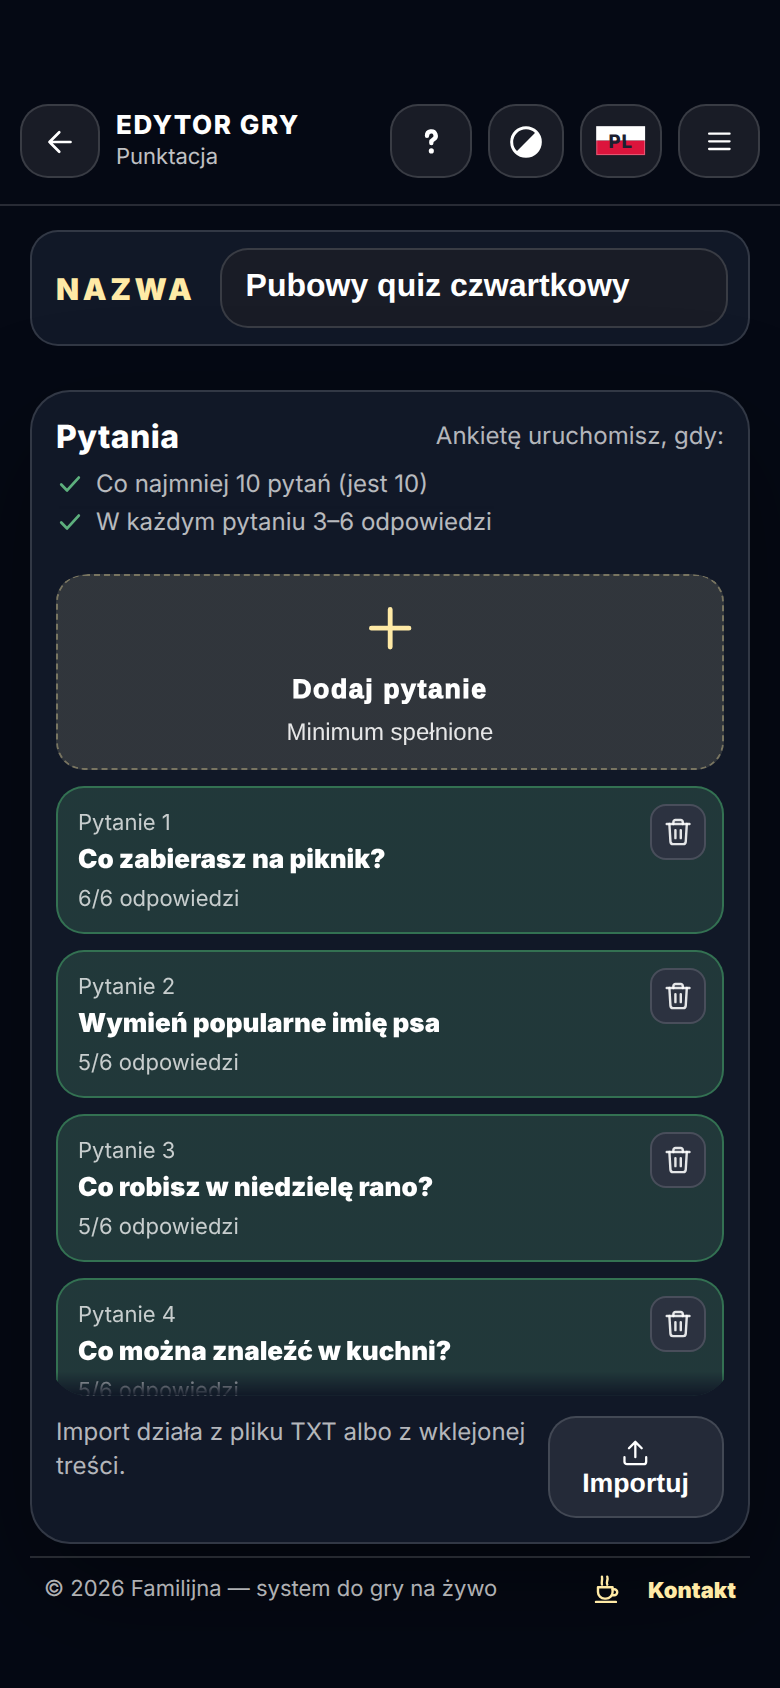 EDYTOR GRY
Punktacja
?
PL
NAZWA
Pubowy quiz czwartkowy
Pytania
Ankietę uruchomisz, gdy:
Co najmniej 10 pytań (jest 10)
W każdym pytaniu 3–6 odpowiedzi
Dodaj pytanie
Minimum spełnione
Pytanie 1
Co zabierasz na piknik?
6/6 odpowiedzi
Pytanie 2
Wymień popularne imię psa
5/6 odpowiedzi
Pytanie 3
Co robisz w niedzielę rano?
5/6 odpowiedzi
Pytanie 4
Co można znaleźć w kuchni?
5/6 odpowiedzi
Import działa z pliku TXT albo z wklejonej
treści.
Importuj
© 2026 Familijna — system do gry na żywo
Kontakt